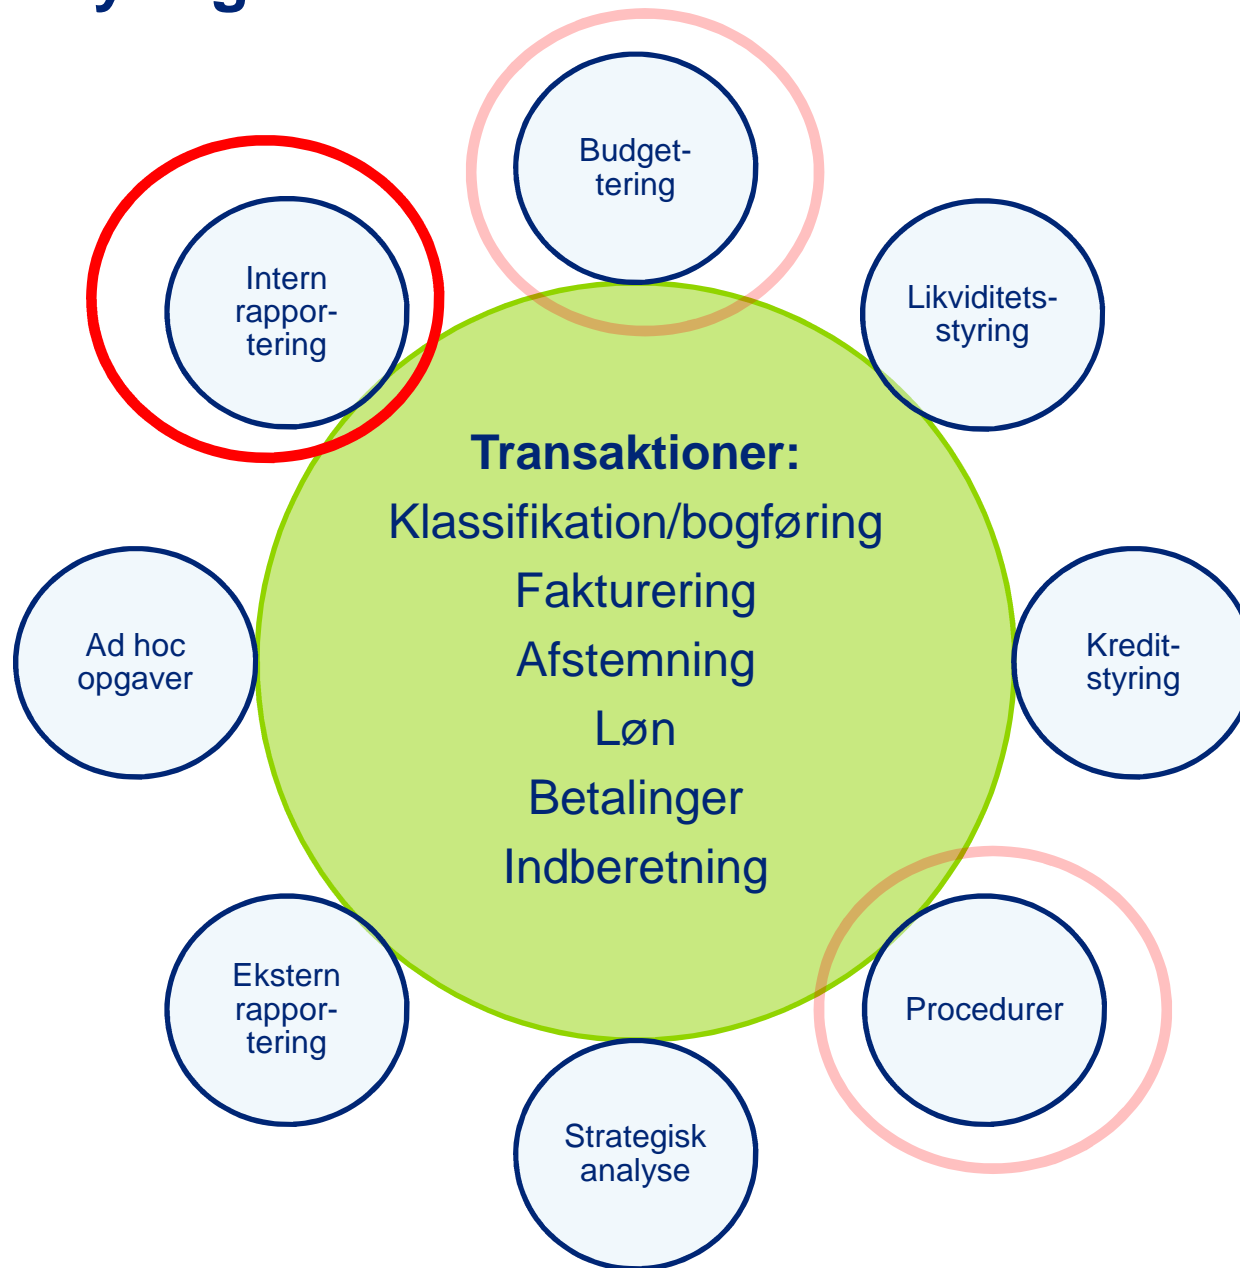 Budget-
tering
Intern
rappor-
tering
Likviditets-
styring
Transaktioner:
Klassifikation/bogføring
Fakturering
Afstemning
Løn
Betalinger
Indberetning
Ad hoc
opgaver
Kredit-
styring
Ekstern
rappor-
tering
Procedurer
Strategisk
analyse